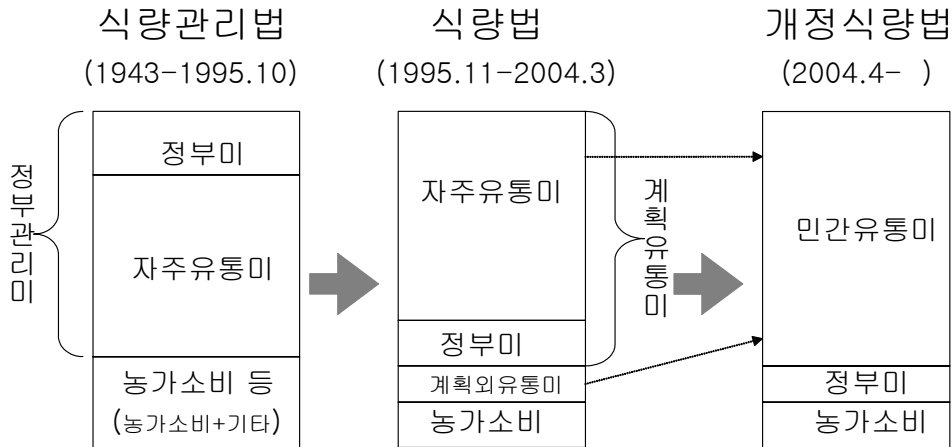 식량관리법
(1943-1995.10)
정부관리미
정부미
자주유통미
농가소비 등
(농가소비+기타)
식량법
(1995.11-2004.3)
자주유통미
정부미
계획유통미
계획외유통미
농가소비
개정식량법
(2004.4- )
민간유통미
정부미
농가소비